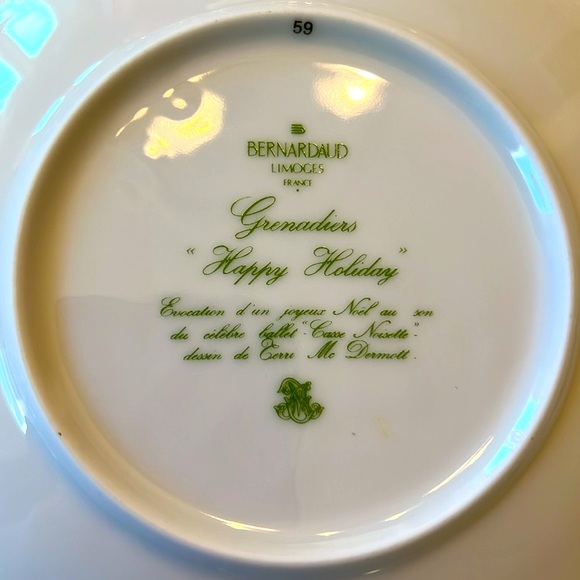 59
BERNARDAUD
LIMOGES
FRANCE
Grenadiers
“Happy Holiday”
Evocation d'un joyeux Noël au son
du célèbre ballet "Casse Noisette"
dessin de Terri Mc Dermott.